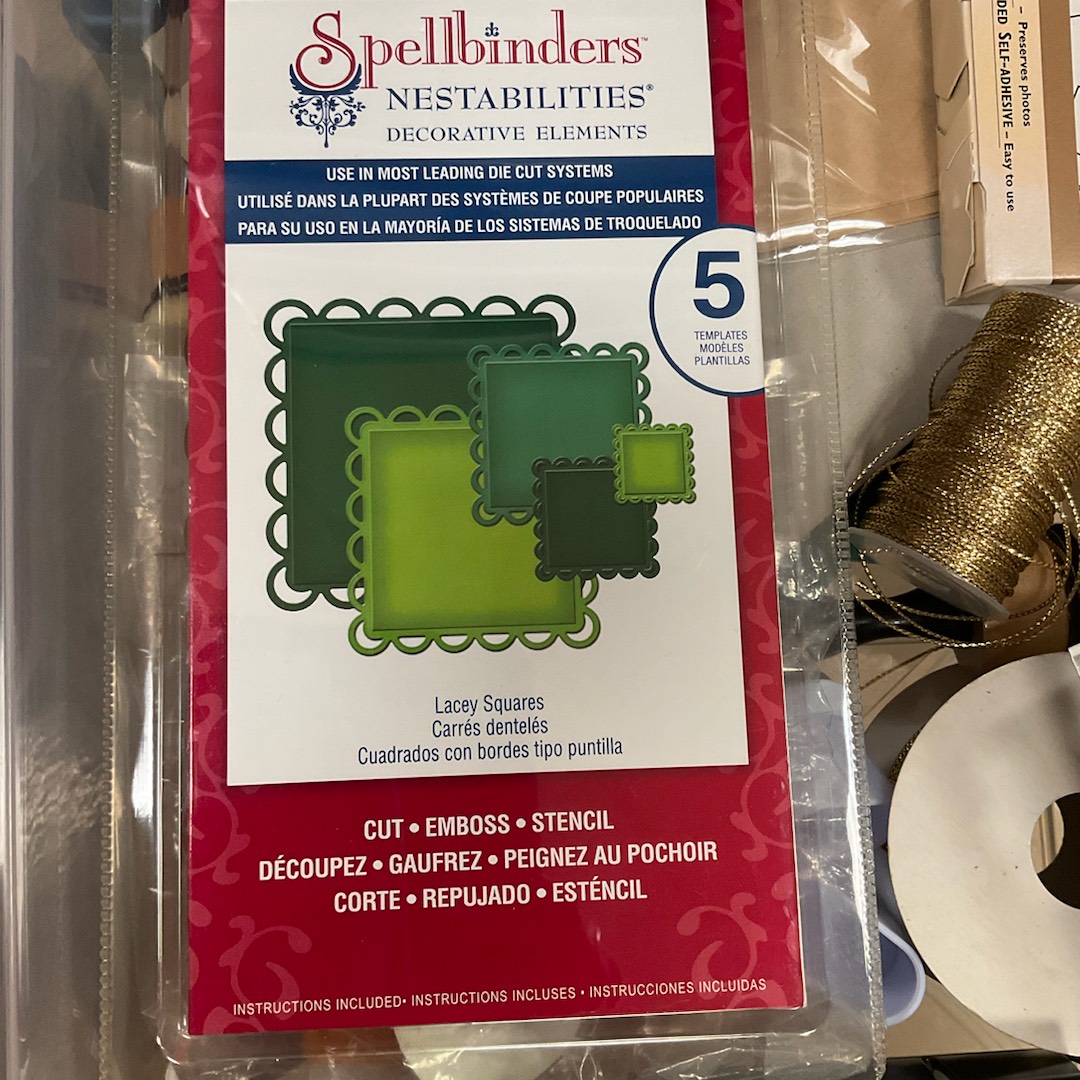 Spellbinders™
NESTABILITIES®
DECORATIVE ELEMENTS
USE IN MOST LEADING DIE CUT SYSTEMS
UTILISÉ DANS LA PLUPART DES SYSTÈMES DE COUPE POPULAIRES
PARA SU USO EN LA MAYORÍA DE LOS SISTEMAS DE TROQUELADO
5
TEMPLATES
MODÈLES
PLANTILLAS
Lacey Squares
Carrés dentelés
Cuadrados con bordes tipo puntilla
CUT • EMBOSS • STENCIL
DÉCOUPEZ • GAUFREZ • PEIGNEZ AU POCHOIR
CORTE • REPUJADO • ESTÉNCIL
INSTRUCTIONS INCLUDED• INSTRUCTIONS INCLUSES • INSTRUCCIONES INCLUIDAS
– Preserves photos
SELF-ADHESIVE – Easy to use